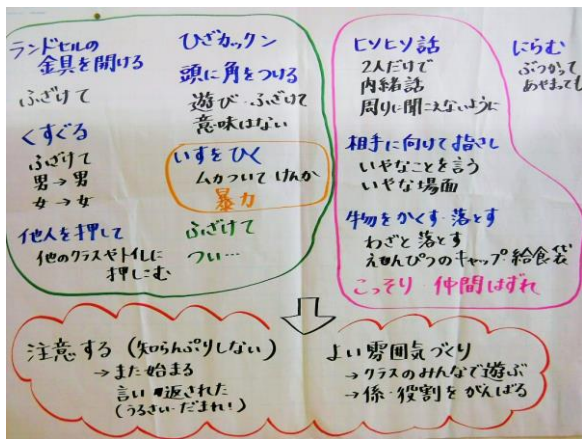 ランドセルの
金具を開ける
ふざけて
くすぐる
ふざけて
男→男
女→女
他人を押して
他のクラスやトイレに
押しこむ
ひざカックン
頭に角をつける
遊び・ふざけて
意味はない
いすをひく
ムカついて けんか
暴力
ふざけて
つい…
ヒソヒソ話
2人だけで
内緒話
周りに聞こえないように
相手に向けて指さし
いやなことを言う
いやな場面
物をかくす・落とす
わざと落とす
えんぴつのキャップ・給食袋
こっそり・仲間はずれ
にらむ
ぶつかって
あやまっても
注意する (知らんぷりしない)
→また始まる
言い返された
(うるさい・だまれ!)
よい雰囲気づくり
→クラスのみんなで遊ぶ
→係・役割をがんばる